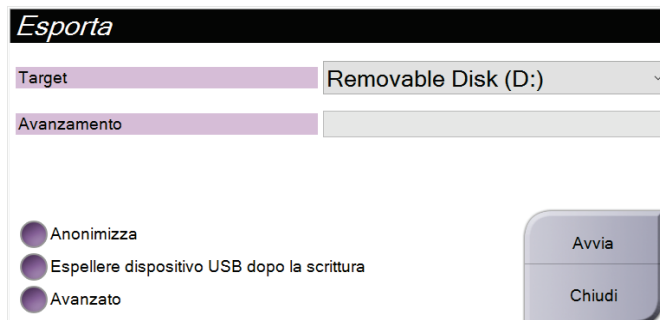 Esporta
Target
Removable Disk (D:)
Avanzamento
Anonimizza
Espellere dispositivo USB dopo la scrittura
Avanzato
Avvia
Chiudi